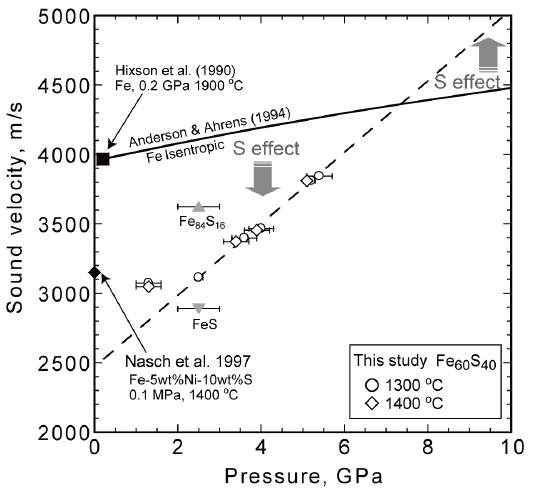 5000
4500
4000
3500
3000
2500
2000
Sound velocity, m/s
Hixson et al. (1990)
Fe, 0.2 GPa 1900 °C
Anderson & Ahrens (1994)
Fe Isentropic
S effect
S effect
Fe84S16
FeS
Nasch et al. 1997
Fe-5wt%Ni-10wt%S
0.1 MPa, 1400 °C
This study Fe60S40
1300 °C
1400 °C
0 2 4 6 8 10
Pressure, GPa